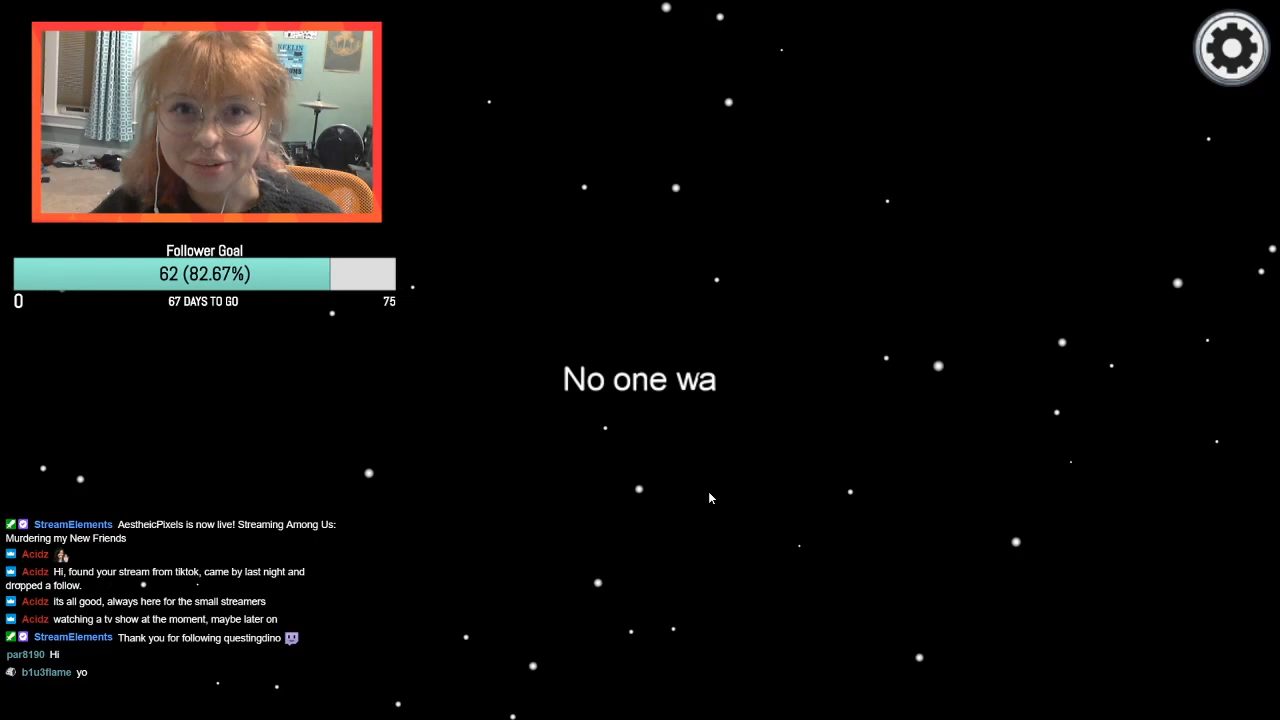 FEELIN
Follower Goal
62 (82.67%)
0
67 DAYS TO GO
75
No one wa
StreamElements AestheicPixels is now live! Streaming Among Us:
Murdering my New Friends
Acidz
Acidz Hi, found your stream from tiktok, came by last night and
dropped a follow.
Acidz its all good, always here for the small streamers
Acidz watching a tv show at the moment, maybe later on
StreamElements Thank you for following questingdino
par8190 Hi
b1u3flame yo